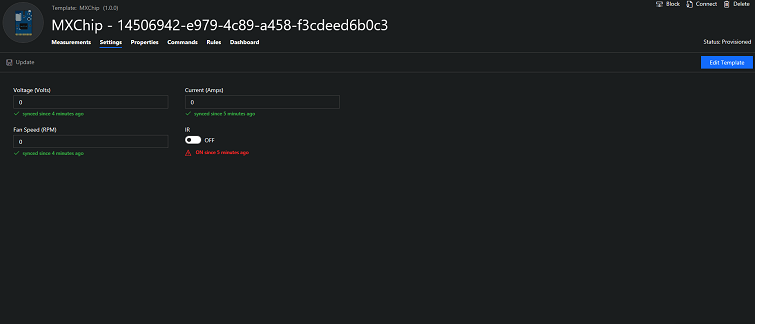 Template: MXChip (1.0.0)
Block Connect Delete
MXChip - 14506942-e979-4c89-a458-f3cdeed6b0c3
Measurements Settings Properties Commands Rules Dashboard
Status: Provisioned
Update
Edit Template
Voltage (Volts)
0
synced since 4 minutes ago
Current (Amps)
0
synced since 5 minutes ago
Fan Speed (RPM)
0
synced since 4 minutes ago
IR
OFF
ON since 5 minutes ago